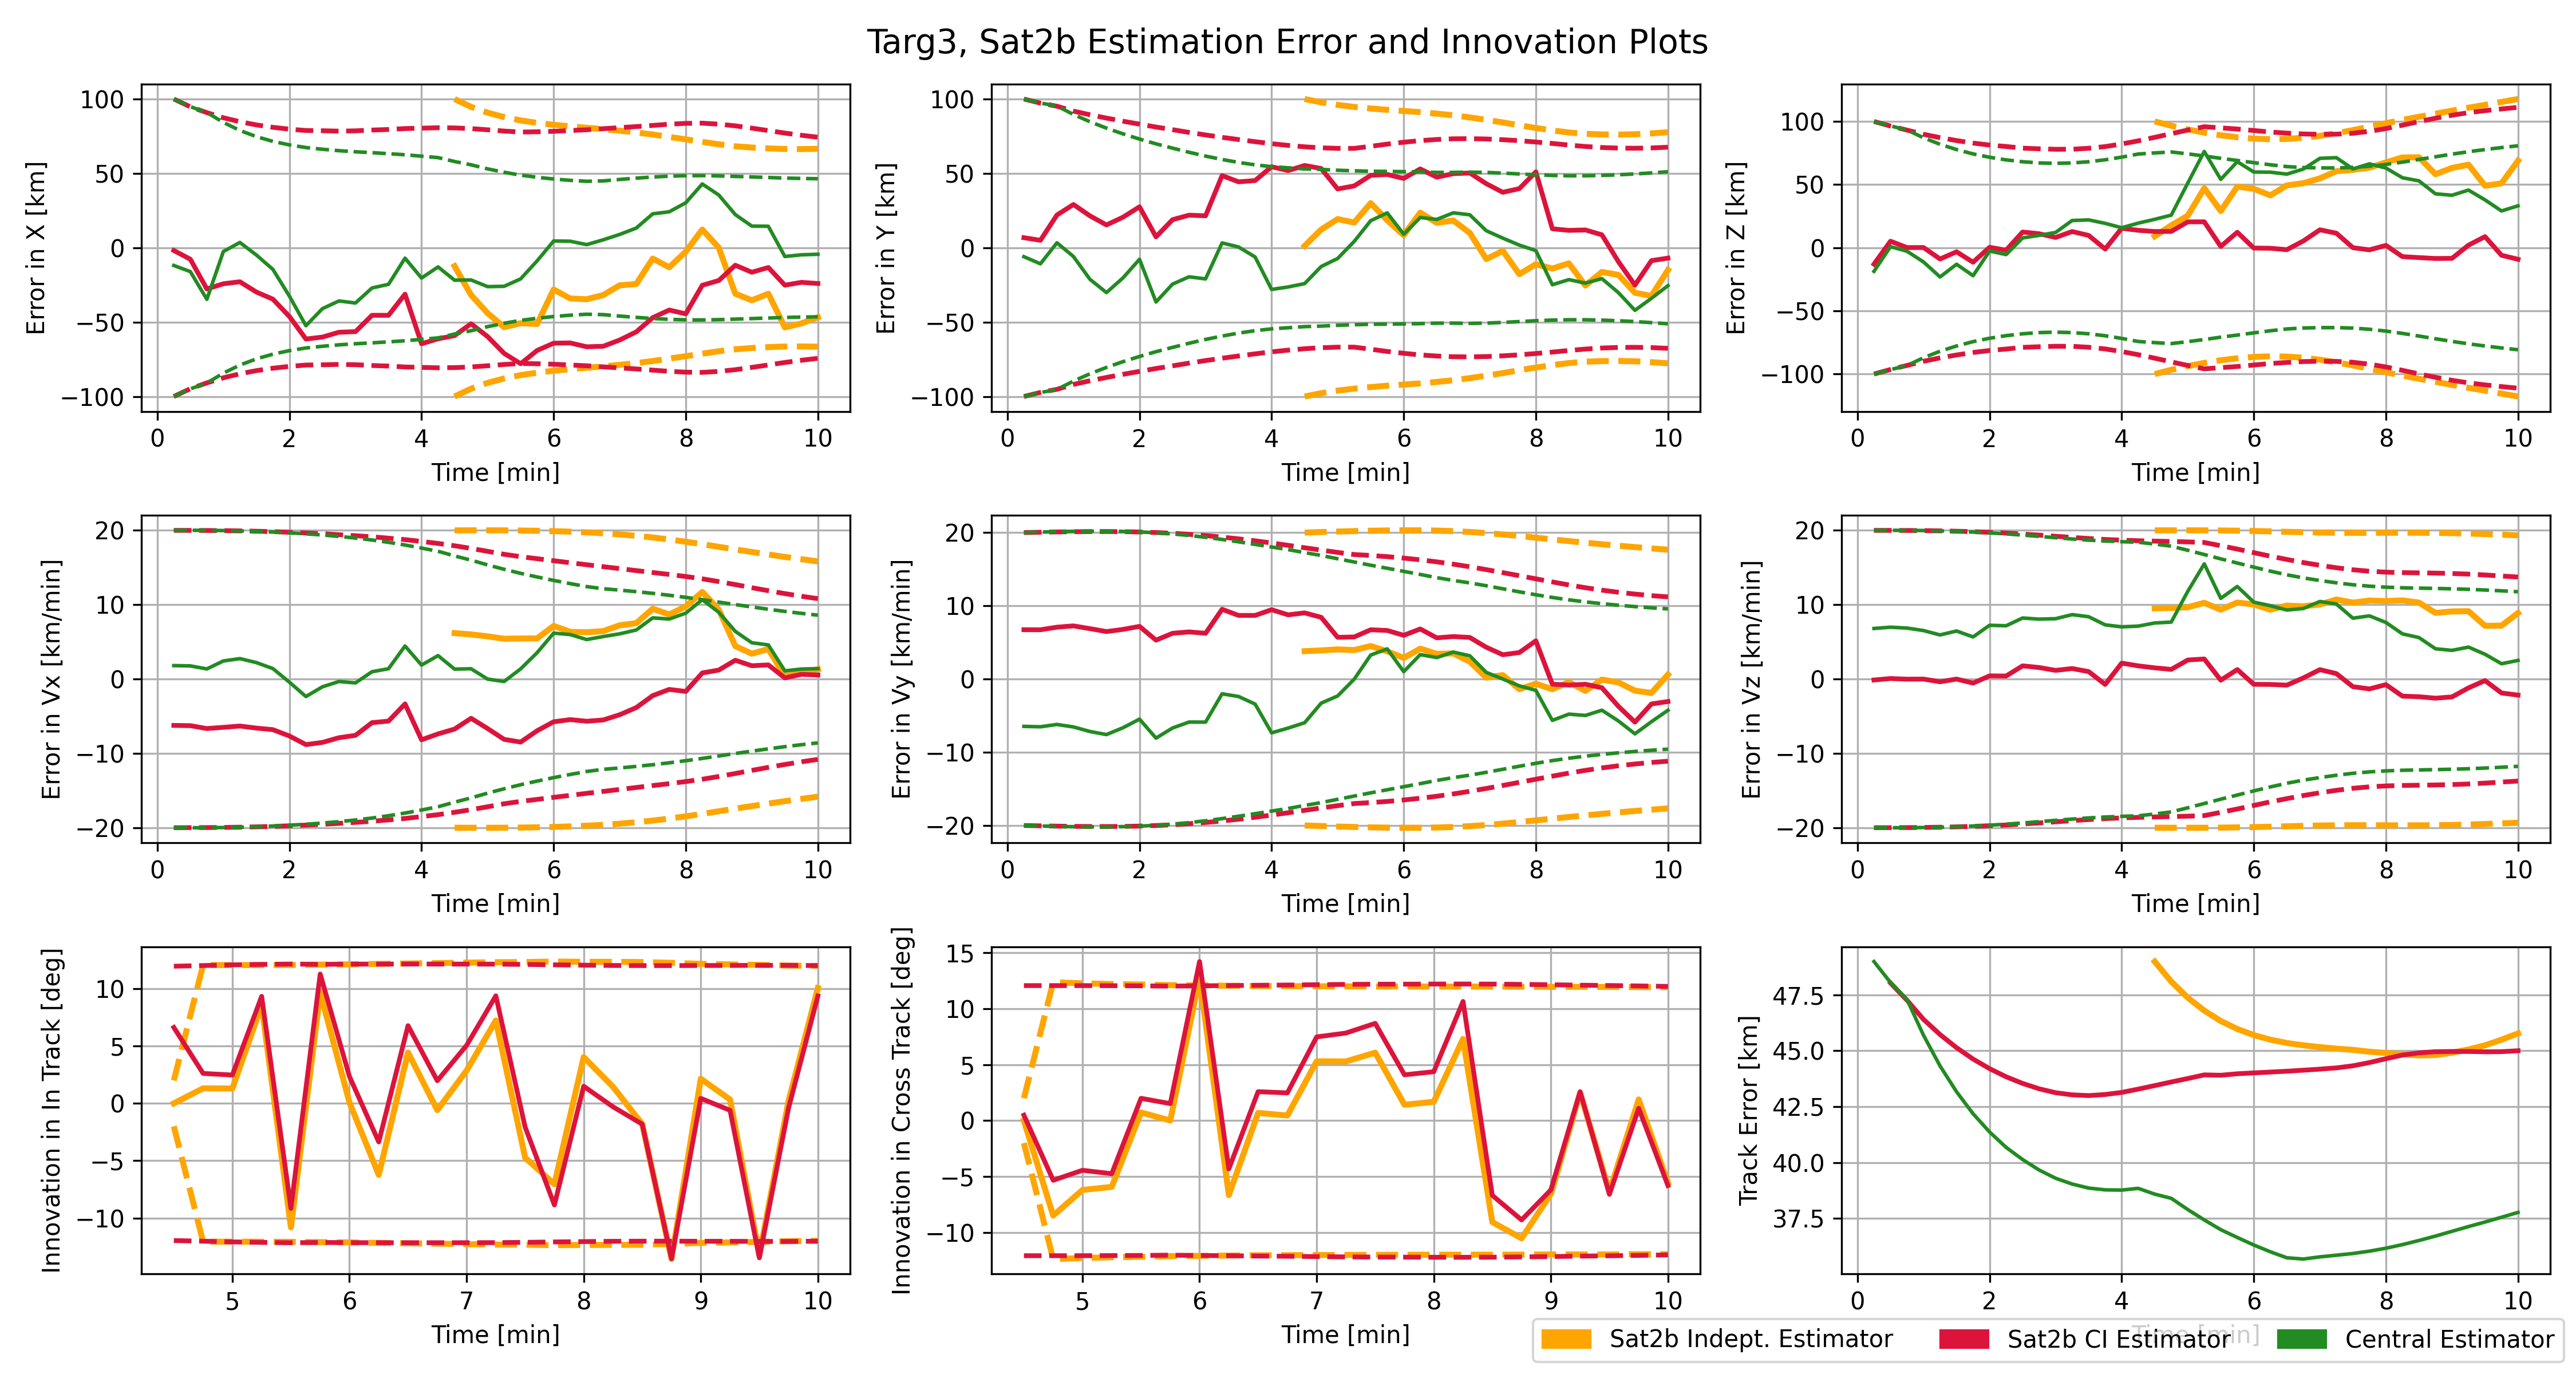 Targ3, Sat2b Estimation Error and Innovation Plots
Error in X [km]
100
50
0
−50
−100
0 2 4 6 8 10
Time [min]
Error in Y [km]
100
50
0
−50
−100
0 2 4 6 8 10
Time [min]
Error in Z [km]
100
50
0
−50
−100
0 2 4 6 8 10
Time [min]
Error in Vx [km/min]
20
10
0
−10
−20
0 2 4 6 8 10
Time [min]
Error in Vy [km/min]
20
10
0
−10
−20
0 2 4 6 8 10
Time [min]
Error in Vz [km/min]
20
10
0
−10
−20
0 2 4 6 8 10
Time [min]
Innovation in In Track [deg]
10
5
0
−5
−10
5 6 7 8 9 10
Time [min]
Innovation in Cross Track [deg]
15
10
5
0
−5
−10
5 6 7 8 9 10
Time [min]
Track Error [km]
47.5
45.0
42.5
40.0
37.5
0 2 4 6 8 10
Time [min]
Sat2b Indept. Estimator
Sat2b CI Estimator
Central Estimator